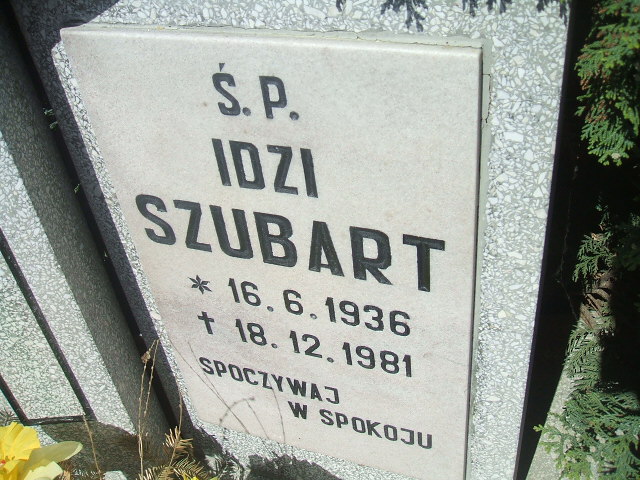 Ś.P.
IDZI
SZUBART
* 16.6.1936
† 18.12.1981
SPOCZYWAJ
W SPOKOJU